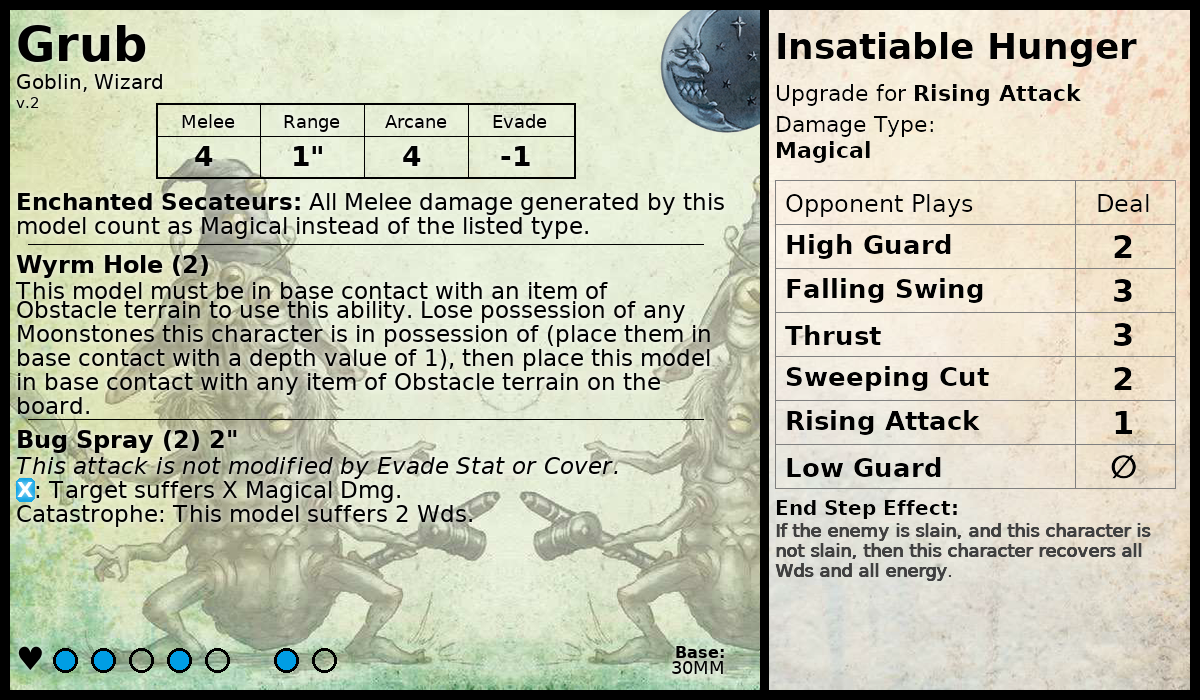 Grub
Goblin, Wizard
v.2
Melee Range Arcane Evade
4 1" 4 -1
Enchanted Secateurs: All Melee damage generated by this
model count as Magical instead of the listed type.
Wyrm Hole (2)
This model must be in base contact with an item of
Obstacle terrain to use this ability. Lose possession of any
Moonstones this character is in possession of (place them in
base contact with a depth value of 1), then place this model
in base contact with any item of Obstacle terrain on the
board.
Bug Spray (2) 2"
This attack is not modified by Evade Stat or Cover.
X: Target suffers X Magical Dmg.
Catastrophe: This model suffers 2 Wds.
Base:
30MM
Insatiable Hunger
Upgrade for Rising Attack
Damage Type:
Magical
Opponent Plays Deal
High Guard 2
Falling Swing 3
Thrust 3
Sweeping Cut 2
Rising Attack 1
Low Guard ∅
End Step Effect:
If the enemy is slain, and this character is
not slain, then this character recovers all
Wds and all energy.